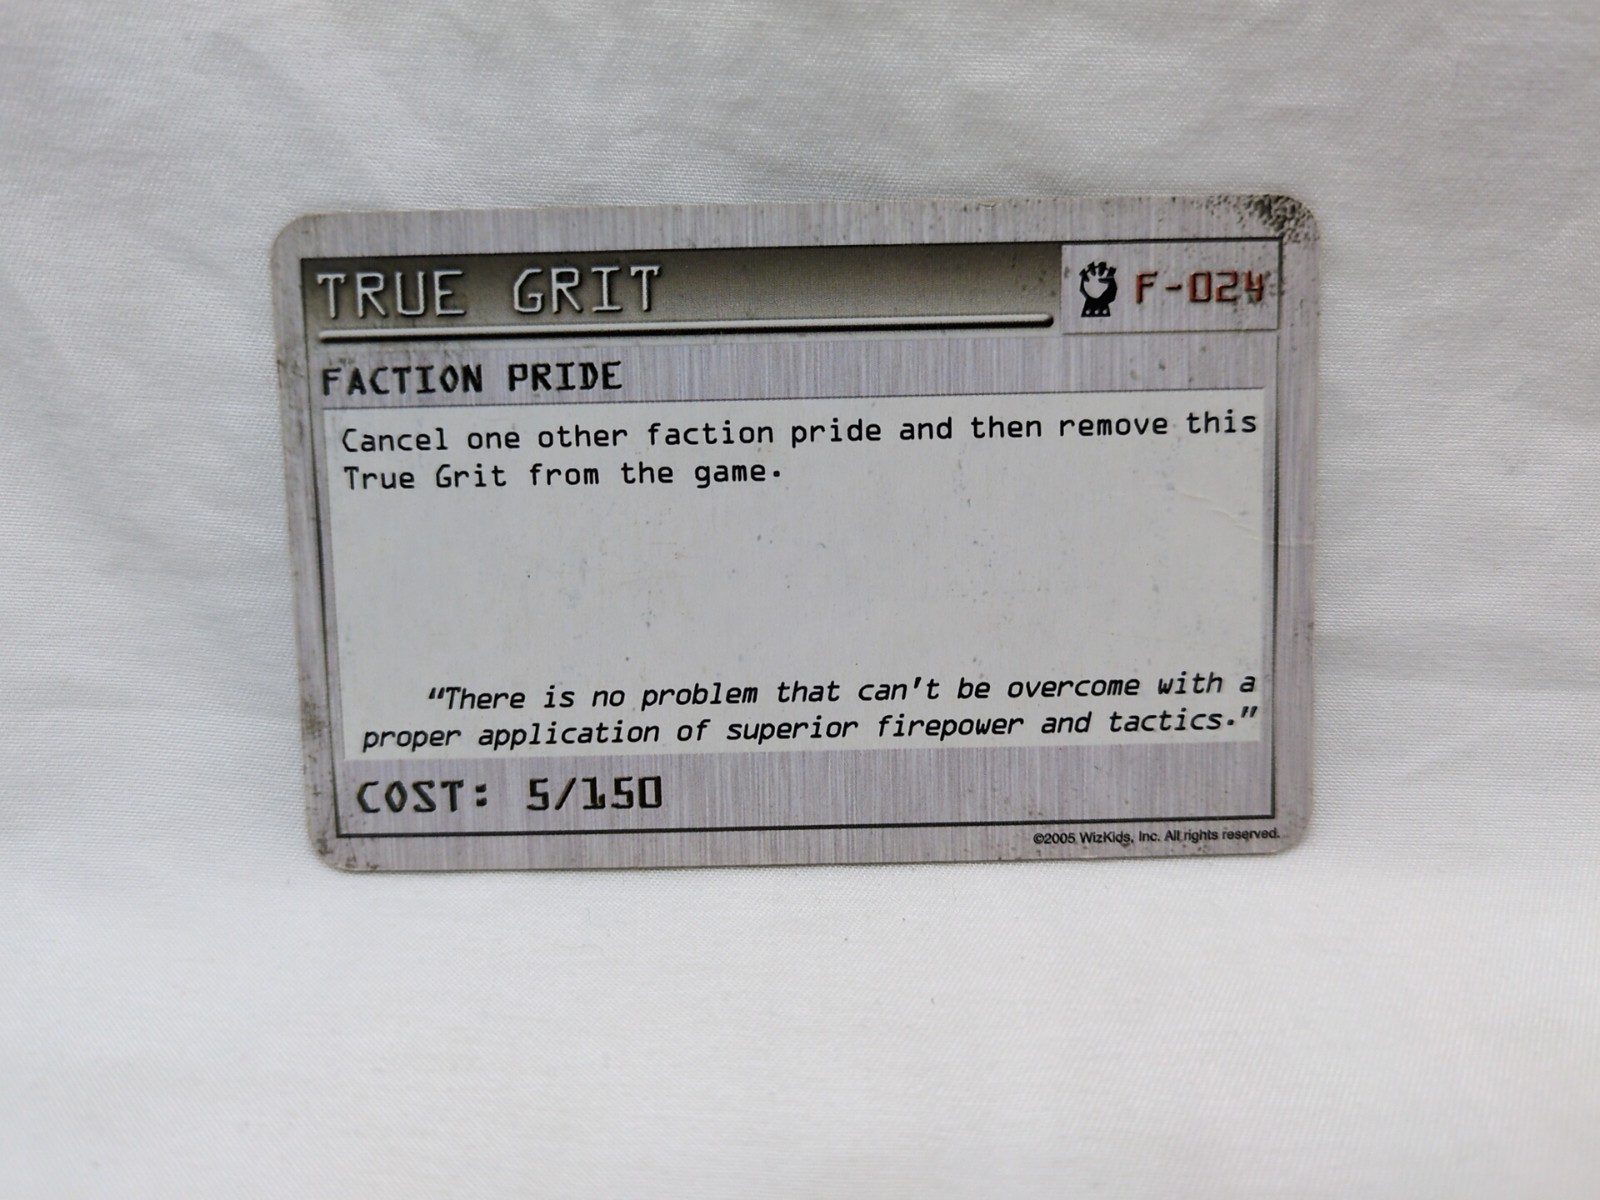 TRUE GRIT
F-024
FACTION PRIDE
Cancel one other faction pride and then remove this
True Grit from the game.
"There is no problem that can't be overcome with a
proper application of superior firepower and tactics."
COST: 5/150
©2005 WizKids, Inc. All rights reserved.